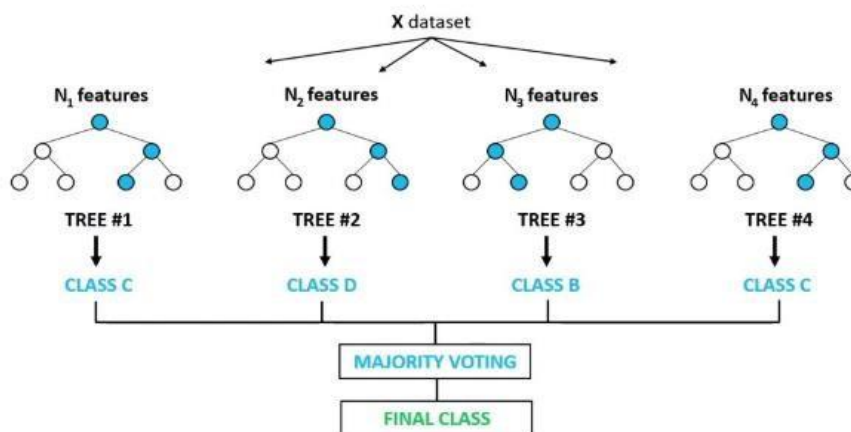 X dataset
N₁ features N₂ features N₃ features N₄ features
TREE #1 TREE #2 TREE #3 TREE #4
CLASS C CLASS D CLASS B CLASS C
MAJORITY VOTING
FINAL CLASS